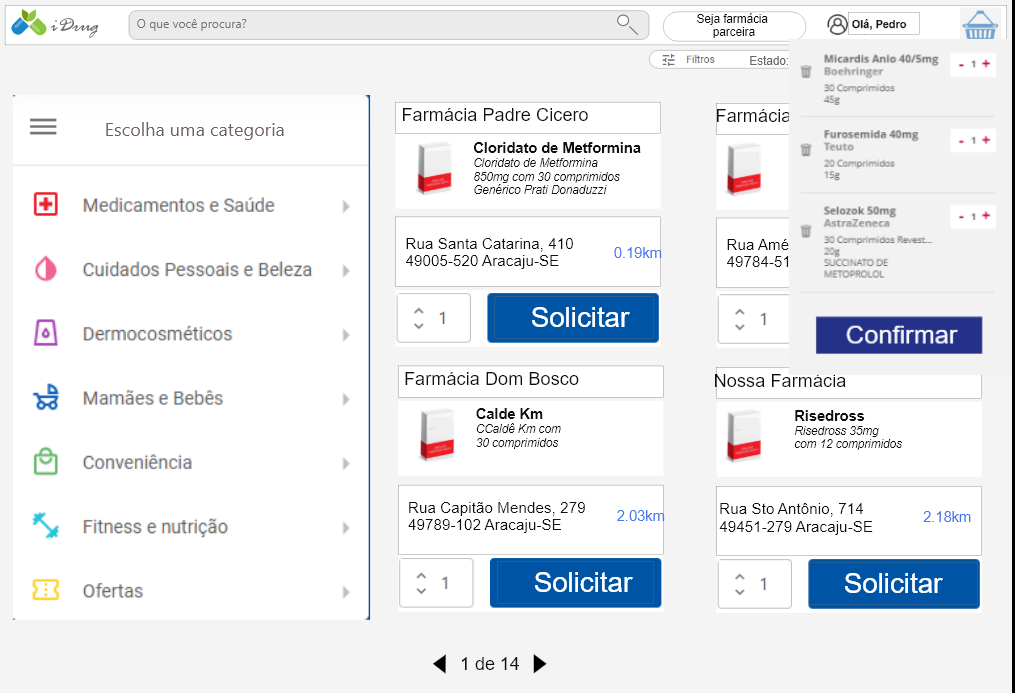 iDrug
O que você procura?
Seja farmácia
parceira
Olá, Pedro
Filtros
Estado:
Micardis Anlo 40/5mg
Boehringer
30 Comprimidos
45g
- 1 +
Furosemida 40mg
Teuto
20 Comprimidos
15g
- 1 +
Selozok 50mg
AstraZeneca
30 Comprimidos Revest...
20g
SUCCINATO DE
METOPROLOL
- 1 +
Confirmar
Escolha uma categoria
Medicamentos e Saúde
Cuidados Pessoais e Beleza
Dermocosméticos
Mamães e Bebês
Conveniência
Fitness e nutrição
Ofertas
Farmácia Padre Cicero
Cloridato de Metformina
Cloridato de Metformina
850mg com 30 comprimidos
Genérico Prati Donaduzzi
Rua Santa Catarina, 410
49005-520 Aracaju-SE
0.19km
1
Solicitar
Farmácia
Rua Amé
49784-51
1
Farmácia Dom Bosco
Calde Km
CCaldê Km com
30 comprimidos
Rua Capitão Mendes, 279
49789-102 Aracaju-SE
2.03km
1
Solicitar
Nossa Farmácia
Risedross
Risedross 35mg
com 12 comprimidos
Rua Sto Antônio, 714
49451-279 Aracaju-SE
2.18km
1
Solicitar
1 de 14